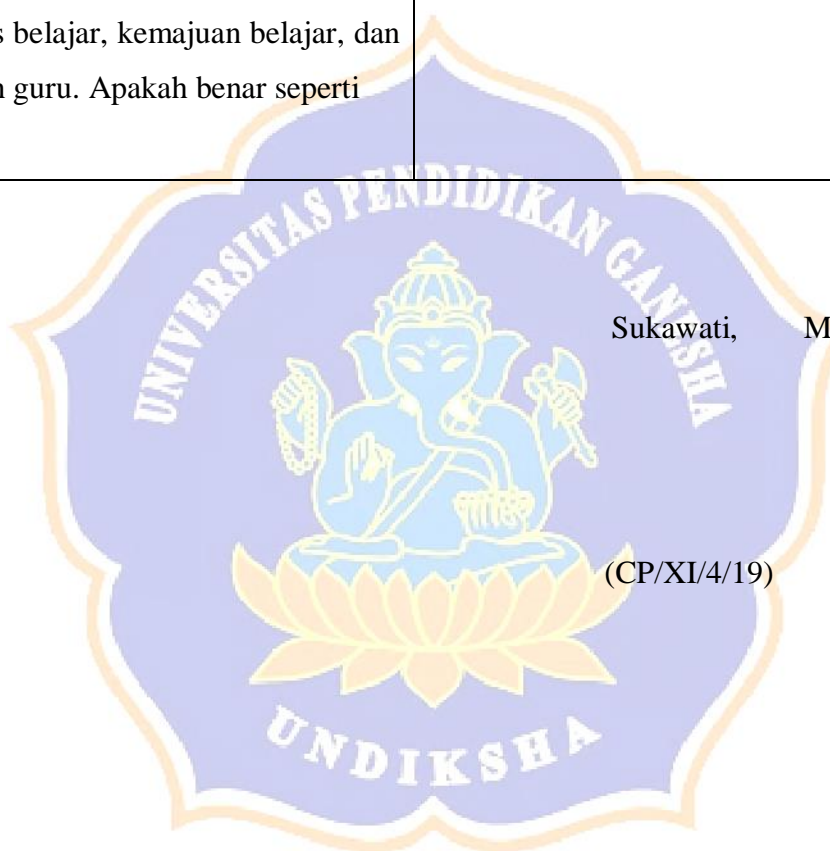 s belajar, kemajuan belajar, dan
n guru. Apakah benar seperti
UNIVERSITAS PENDIDIKAN GANESHA
Sukawati, M
(CP/XI/4/19)
UNDIKSHA